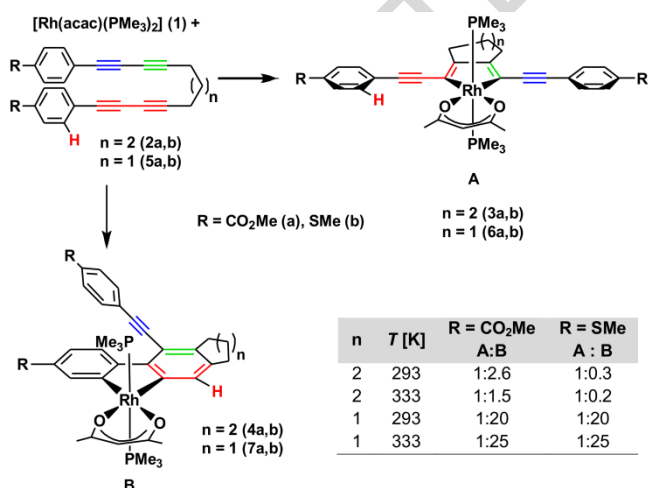 [Rh(acac)(PMe₃)₂] (1) +
R
R
H
( )n
n = 2 (2a,b)
n = 1 (5a,b)
PMe₃
( )n
R
H
Rh
R
O
O
PMe₃
A
n = 2 (3a,b)
n = 1 (6a,b)
R = CO₂Me (a), SMe (b)
R
Me₃P
R
( )n
H
Rh
O
O
PMe₃
B
n = 2 (4a,b)
n = 1 (7a,b)
n T [K] R = CO₂Me A:B R = SMe A : B
2 293 1:2.6 1:0.3
2 333 1:1.5 1:0.2
1 293 1:20 1:20
1 333 1:25 1:25